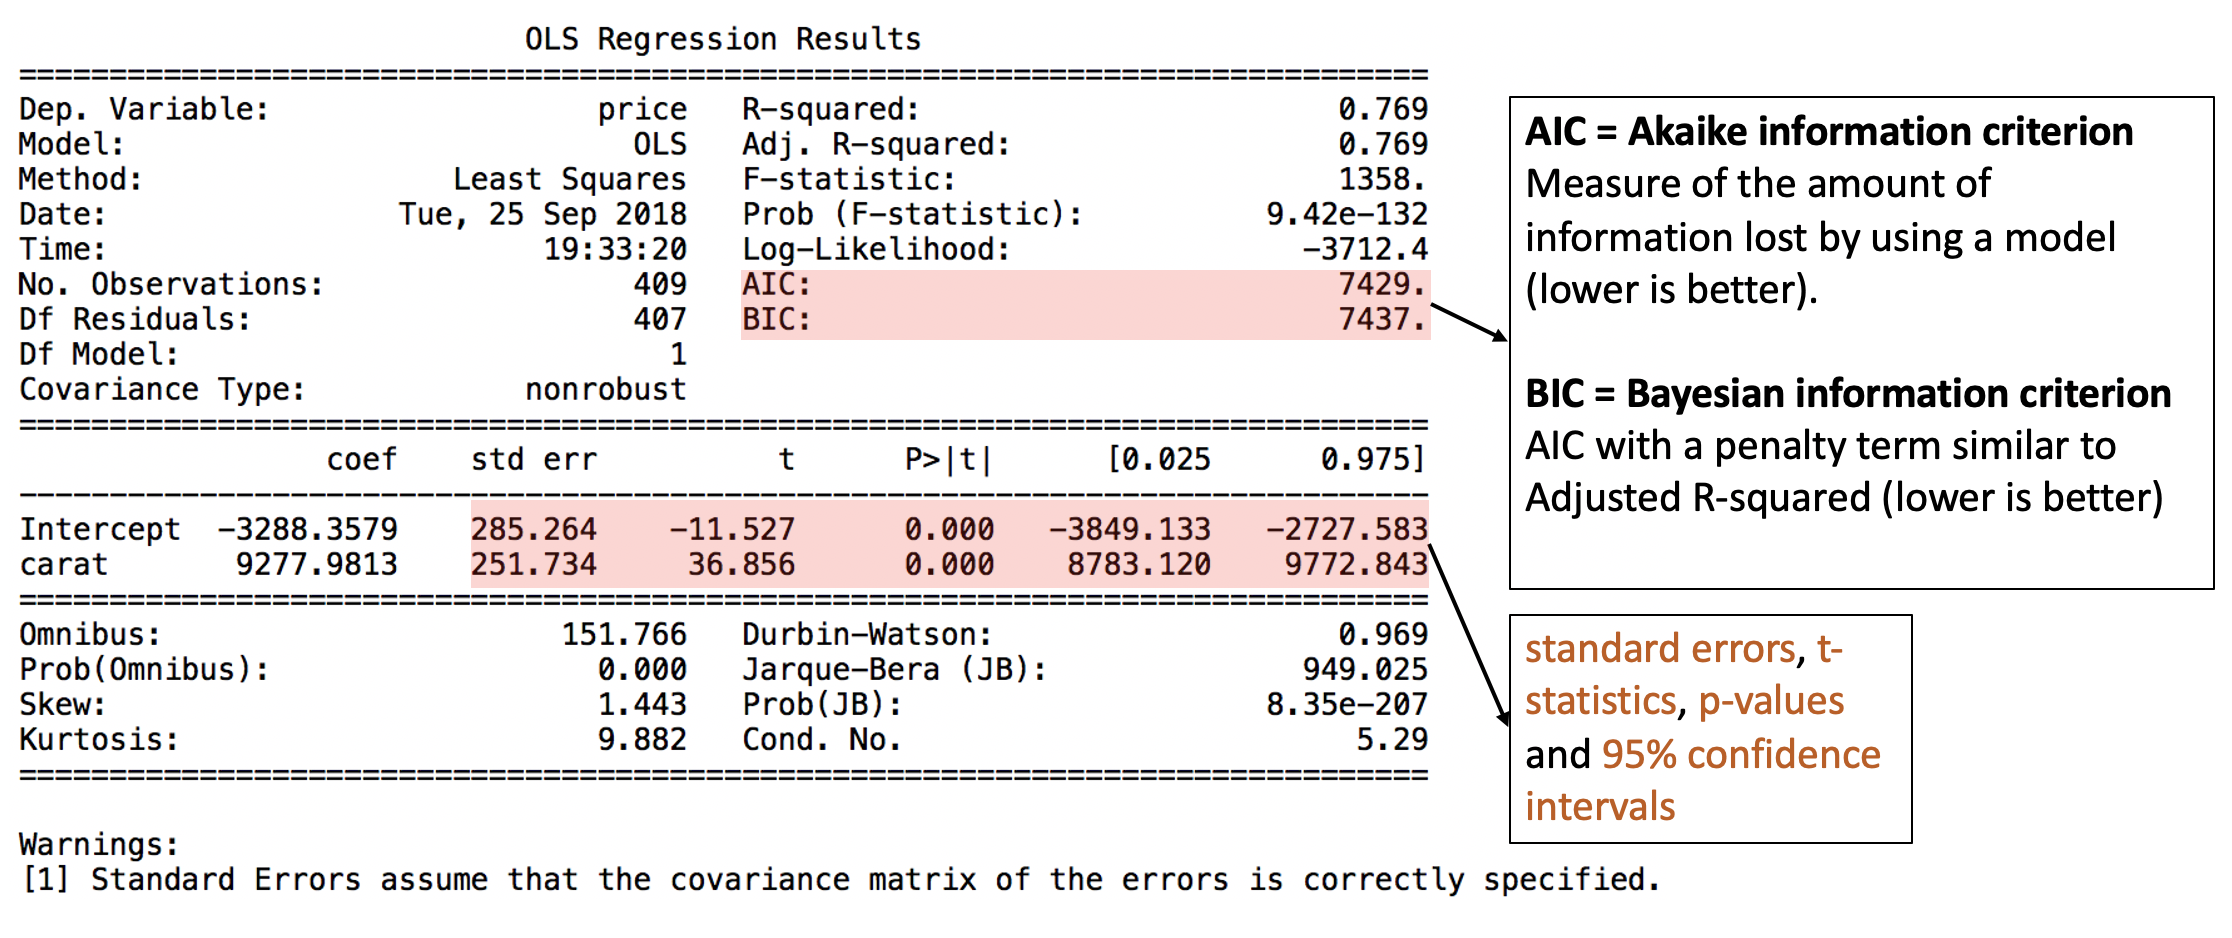 OLS Regression Results
==============================================================================
Dep. Variable: price R-squared: 0.769
Model: OLS Adj. R-squared: 0.769
Method: Least Squares F-statistic: 1358.
Date: Tue, 25 Sep 2018 Prob (F-statistic): 9.42e-132
Time: 19:33:20 Log-Likelihood: -3712.4
No. Observations: 409 AIC: 7429.
Df Residuals: 407 BIC: 7437.
Df Model: 1
Covariance Type: nonrobust
==============================================================================
coef std err t P>|t| [0.025 0.975]
------------------------------------------------------------------------------
Intercept -3288.3579 285.264 -11.527 0.000 -3849.133 -2727.583
carat 9277.9813 251.734 36.856 0.000 8783.120 9772.843
==============================================================================
Omnibus: 151.766 Durbin-Watson: 0.969
Prob(Omnibus): 0.000 Jarque-Bera (JB): 949.025
Skew: 1.443 Prob(JB): 8.35e-207
Kurtosis: 9.882 Cond. No. 5.29
==============================================================================
Warnings:
[1] Standard Errors assume that the covariance matrix of the errors is correctly specified.
AIC = Akaike information criterion
Measure of the amount of
information lost by using a model
(lower is better).
BIC = Bayesian information criterion
AIC with a penalty term similar to
Adjusted R-squared (lower is better)
standard errors, t-
statistics, p-values
and 95% confidence
intervals